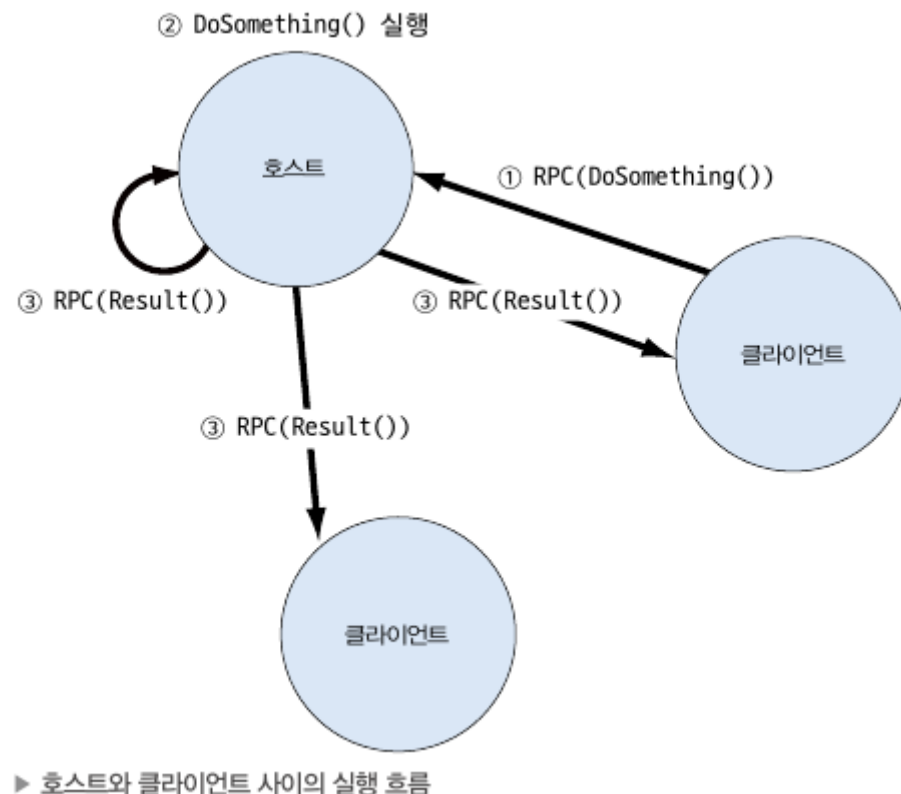 ② DoSomething() 실행
호스트
① RPC(DoSomething())
③ RPC(Result())
③ RPC(Result())
클라이언트
③ RPC(Result())
클라이언트
▶ 호스트와 클라이언트 사이의 실행 흐름